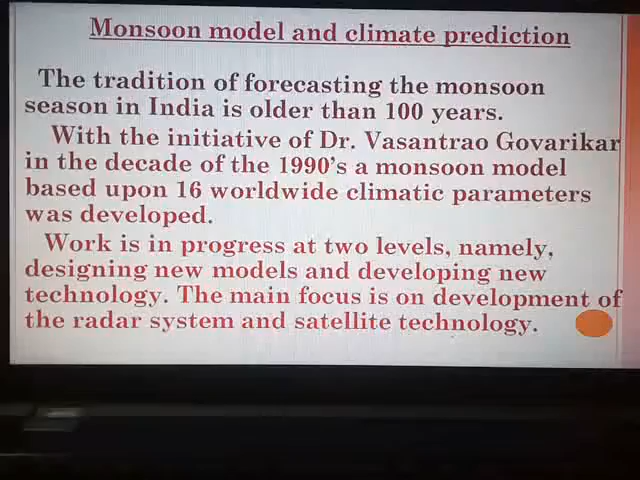 Monsoon model and climate prediction
The tradition of forecasting the monsoon
season in India is older than 100 years.
With the initiative of Dr. Vasantrao Govarikar
in the decade of the 1990's a monsoon model
based upon 16 worldwide climatic parameters
was developed.
Work is in progress at two levels, namely,
designing new models and developing new
technology. The main focus is on development of
the radar system and satellite technology.